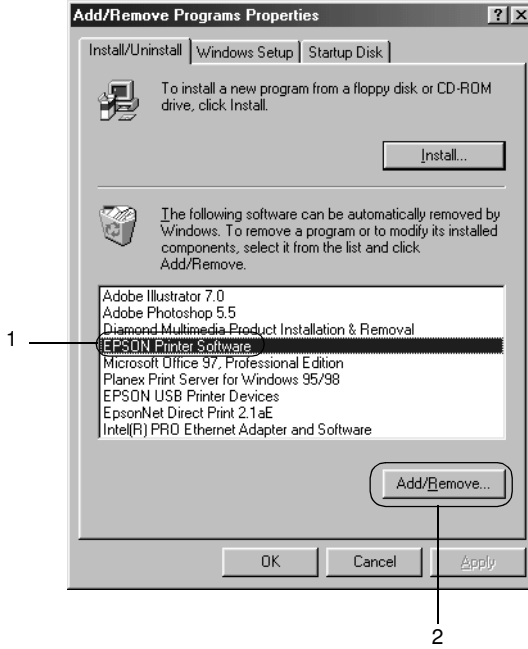 Add/Remove Programs Properties
Install/Uninstall Windows Setup Startup Disk
To install a new program from a floppy disk or CD-ROM
drive, click Install.
Install...
The following software can be automatically removed by
Windows. To remove a program or to modify its installed
components, select it from the list and click
Add/Remove.
Adobe Illustrator 7.0
Adobe Photoshop 5.5
Diamond Multimedia Product Installation & Removal
1
EPSON Printer Software
Microsoft Office 97, Professional Edition
Planex Print Server for Windows 95/98
EPSON USB Printer Devices
EpsonNet Direct Print 2.1aE
Intel(R) PRO Ethernet Adapter and Software
Add/Remove...
OK Cancel Apply
2